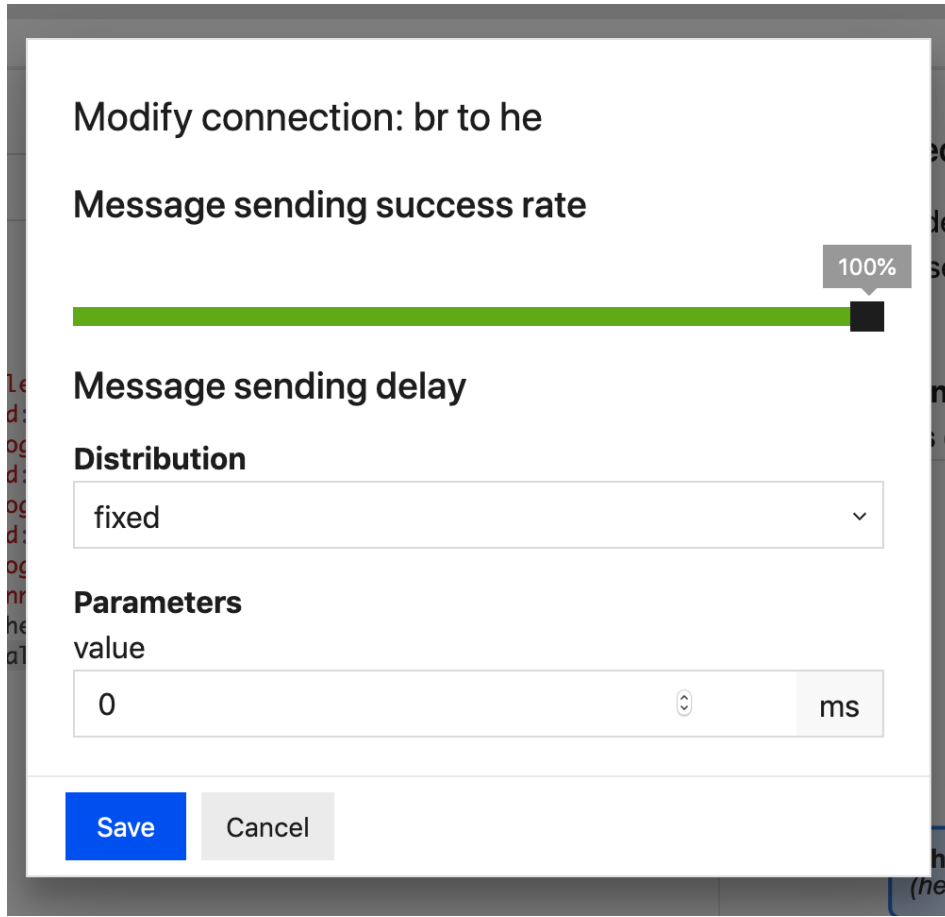 Modify connection: br to he
Message sending success rate
100%
Message sending delay
Distribution
fixed
Parameters
value
0
ms
Save
Cancel
(he